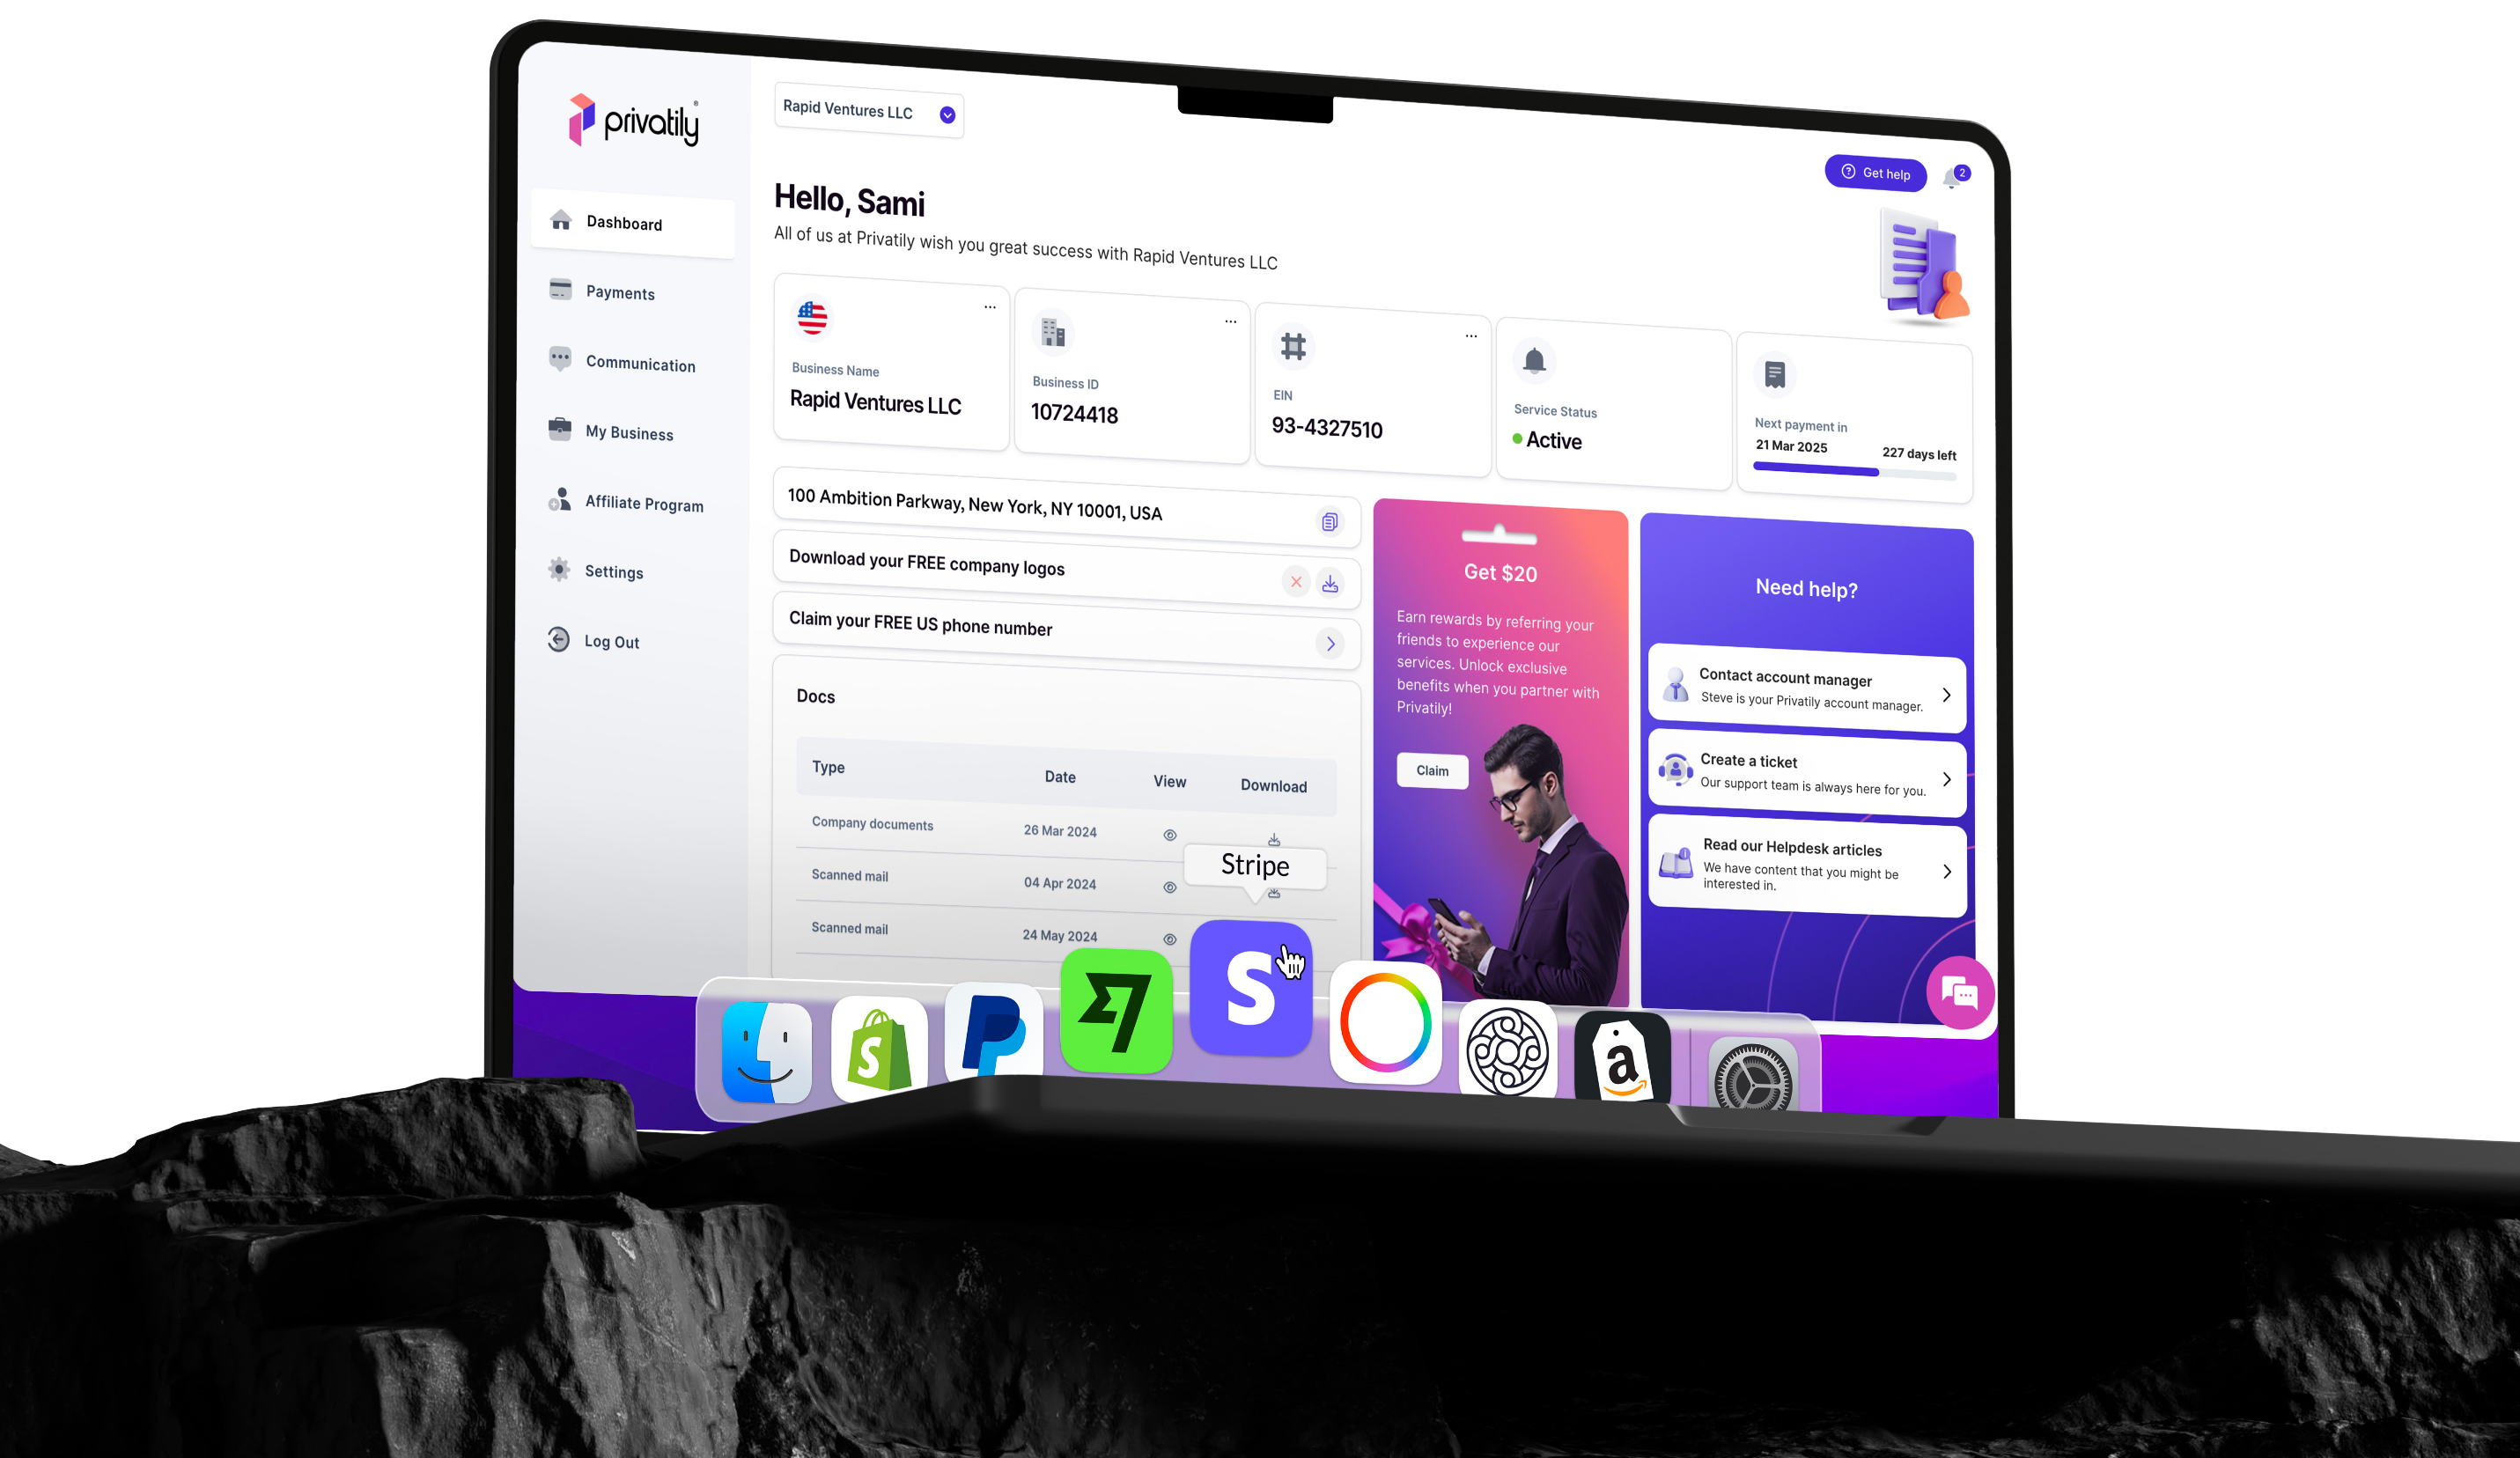 privatily®
Rapid Ventures LLC
Get help
2
Dashboard
Payments
Communication
My Business
Affiliate Program
Settings
Log Out
Hello, Sami
All of us at Privatily wish you great success with Rapid Ventures LLC
Business Name
Rapid Ventures LLC
Business ID
10724418
EIN
93-4327510
Service Status
Active
Next payment in
21 Mar 2025
227 days left
100 Ambition Parkway, New York, NY 10001, USA
Download your FREE company logos
Claim your FREE US phone number
Docs
Type Date View Download
Company documents 26 Mar 2024
Scanned mail 04 Apr 2024
Scanned mail 24 May 2024
Get $20
Earn rewards by referring your
friends to experience our
services. Unlock exclusive
benefits when you partner with
Privatily!
Claim
Need help?
Contact account manager
Steve is your Privatily account manager.
Create a ticket
Our support team is always here for you.
Read our Helpdesk articles
We have content that you might be
interested in.
Stripe
S
S
a